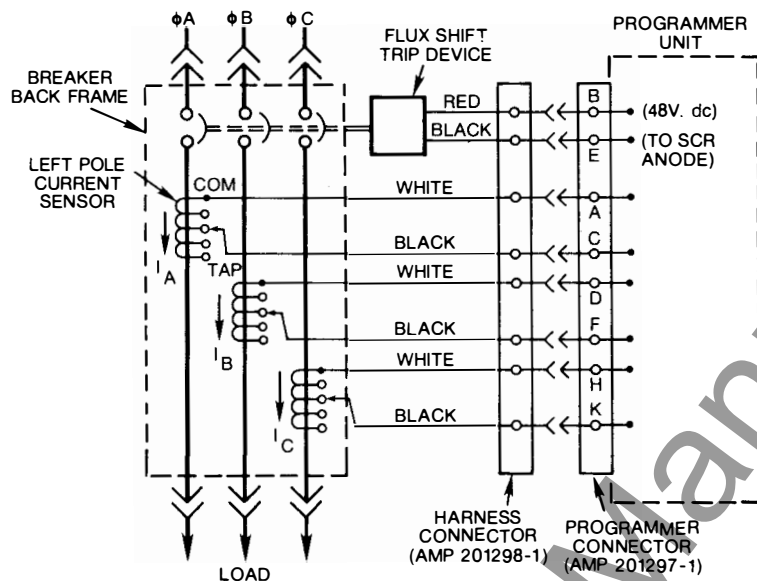 φA φB φC
PROGRAMMER
UNIT
FLUX SHIFT
TRIP DEVICE
BREAKER
BACK FRAME
RED
B
(48V. dc)
BLACK
E
(TO SCR
ANODE)
LEFT POLE
CURRENT
SENSOR
COM
WHITE
A
I A
TAP
BLACK
C
WHITE
D
I B
BLACK
F
WHITE
H
I C
BLACK
K
HARNESS
CONNECTOR
(AMP 201298-1)
PROGRAMMER
CONNECTOR
(AMP 201297-1)
LOAD
Man